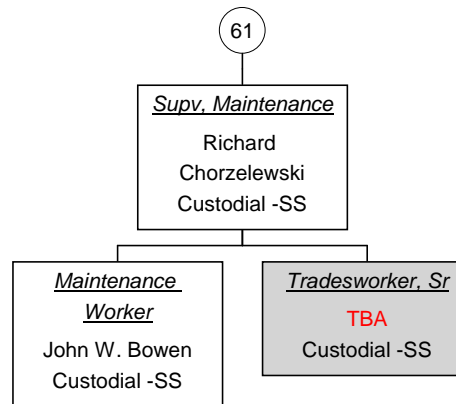 61
Supv, Maintenance
Richard
Chorzelewski
Custodial -SS
Maintenance
Worker
John W. Bowen
Custodial -SS
Tradesworker, Sr
TBA
Custodial -SS